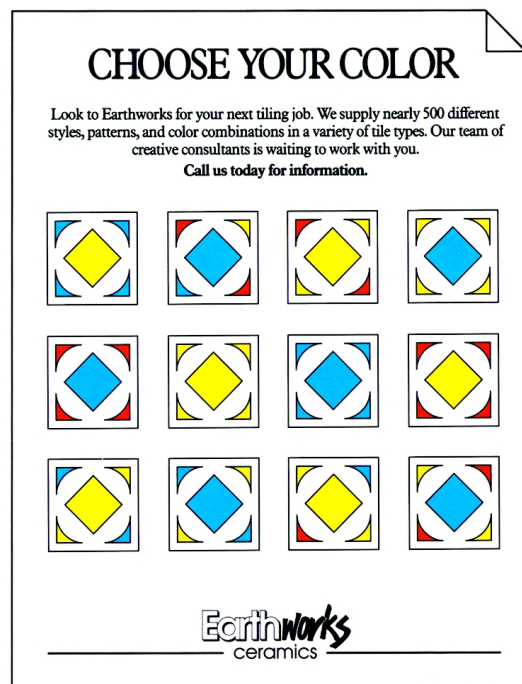 CHOOSE YOUR COLOR
Look to Earthworks for your next tiling job. We supply nearly 500 different
styles, patterns, and color combinations in a variety of tile types. Our team of
creative consultants is waiting to work with you.
Call us today for information.
Earthworks
ceramics